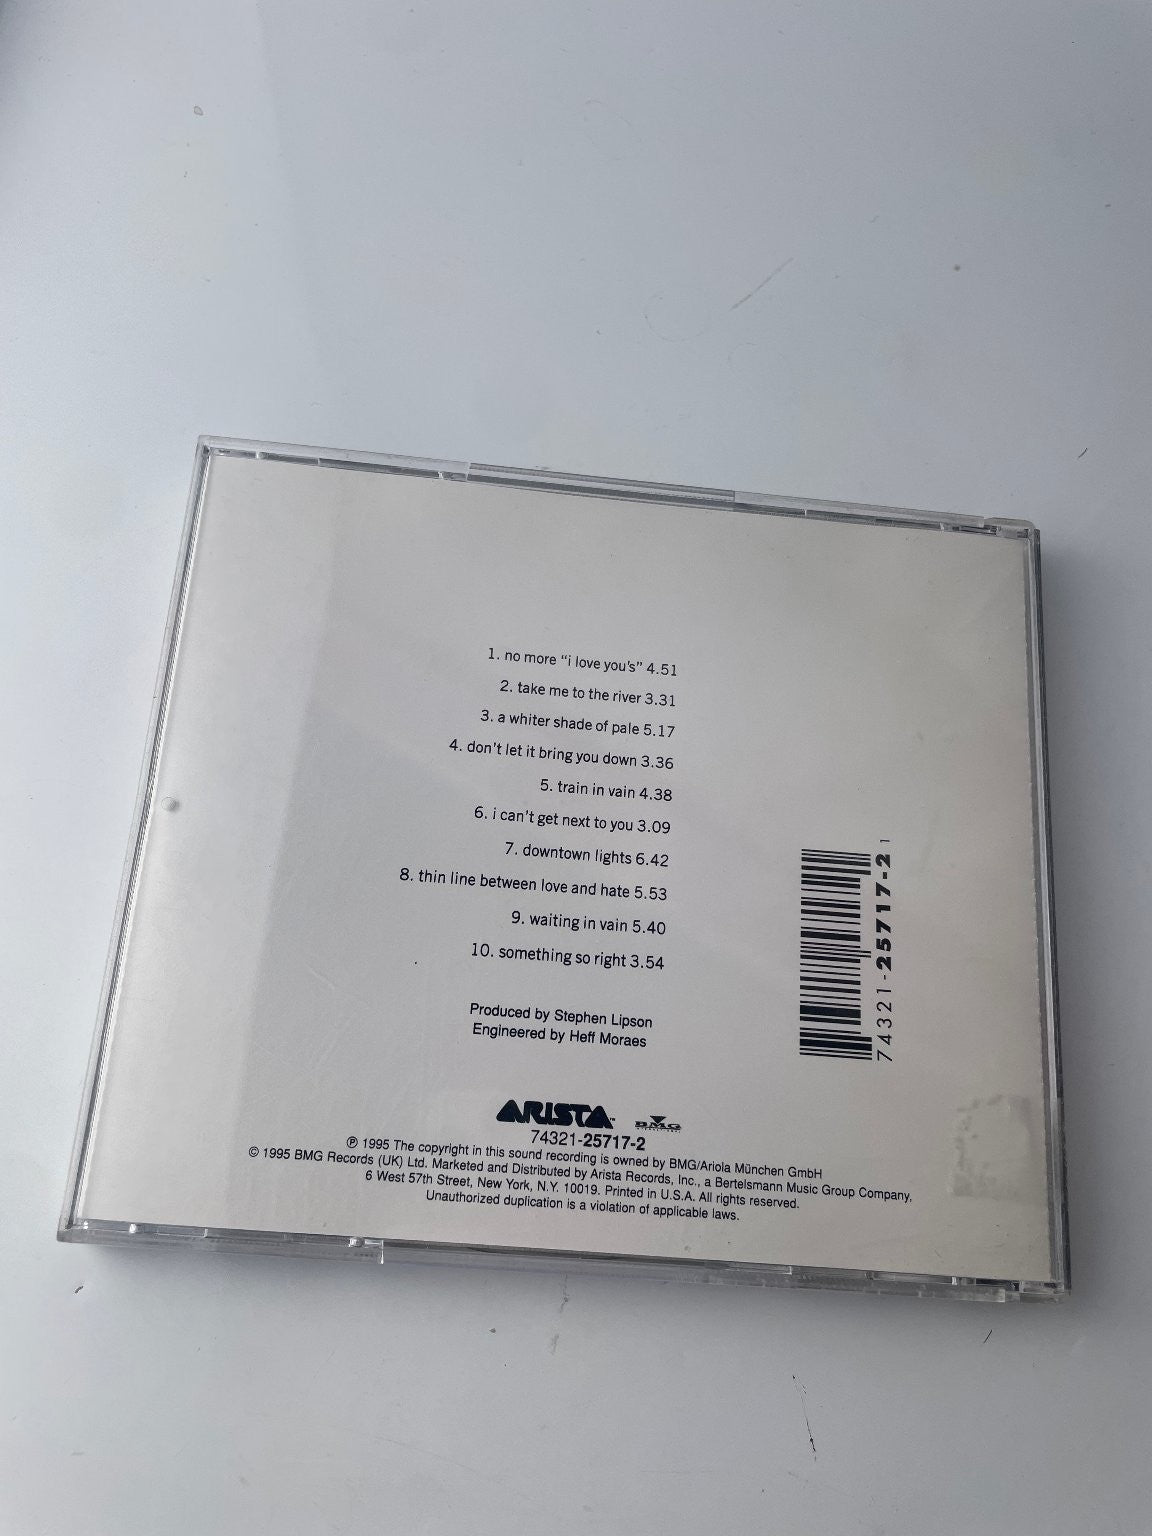 1. no more “i love you's” 4.51
2. take me to the river 3.31
3. a whiter shade of pale 5.17
4. don't let it bring you down 3.36
5. train in vain 4.38
6. i can't get next to you 3.09
7. downtown lights 6.42
8. thin line between love and hate 5.53
9. waiting in vain 5.40
10. something so right 3.54
Produced by Stephen Lipson
Engineered by Heff Moraes
74321-25717-2 1
ARISTA™ BMG
74321-25717-2
℗ 1995 The copyright in this sound recording is owned by BMG/Ariola München GmbH
© 1995 BMG Records (UK) Ltd. Marketed and Distributed by Arista Records, Inc., a Bertelsmann Music Group Company,
6 West 57th Street, New York, N.Y. 10019. Printed in U.S.A. All rights reserved.
Unauthorized duplication is a violation of applicable laws.